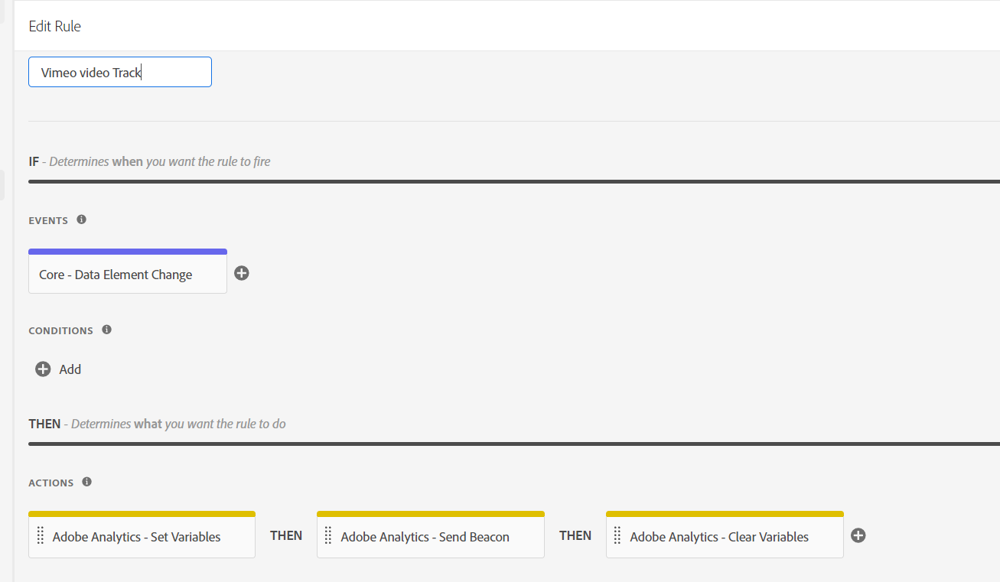 Edit Rule
Vimeo video Track
IF - Determines when you want the rule to fire
EVENTS
Core - Data Element Change
CONDITIONS
Add
THEN - Determines what you want the rule to do
ACTIONS
Adobe Analytics - Set Variables THEN Adobe Analytics - Send Beacon THEN Adobe Analytics - Clear Variables